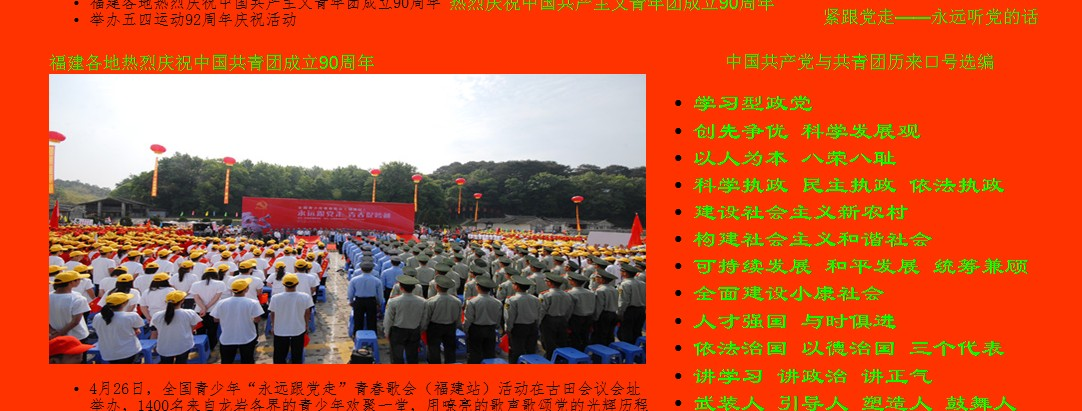 福建各地热烈庆祝中国共产主义青年团成立90周年
举办五四运动92周年庆祝活动
热烈庆祝中国共产主义青年团成立90周年
紧跟党走——永远听党的话
福建各地热烈庆祝中国共青团成立90周年
永远跟党走
4月26日，全国青少年“永远跟党走”青春歌会（福建站）活动在古田会议会址
举办，1400名来自龙岩各界的青少年欢聚一堂，用嘹亮的歌声歌颂党的光辉历程
中国共产党与共青团历来口号选编
学习型政党
创先争优 科学发展观
以人为本 八荣八耻
科学执政 民主执政 依法执政
建设社会主义新农村
构建社会主义和谐社会
可持续发展 和平发展 统筹兼顾
全面建设小康社会
人才强国 与时俱进
依法治国 以德治国 三个代表
讲学习 讲政治 讲正气
武装人 引导人 塑造人 鼓舞人